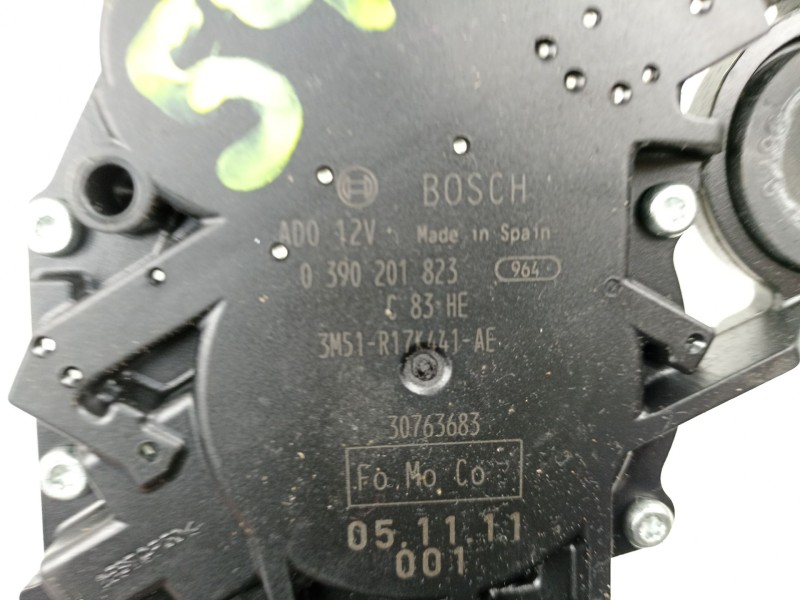 BOSCH
ADO 12V Made in Spain
0 390 201 823 964
C 83 HE
3M51-R17K441-AE
30763683
Fo Mo Co
05.11.11
001